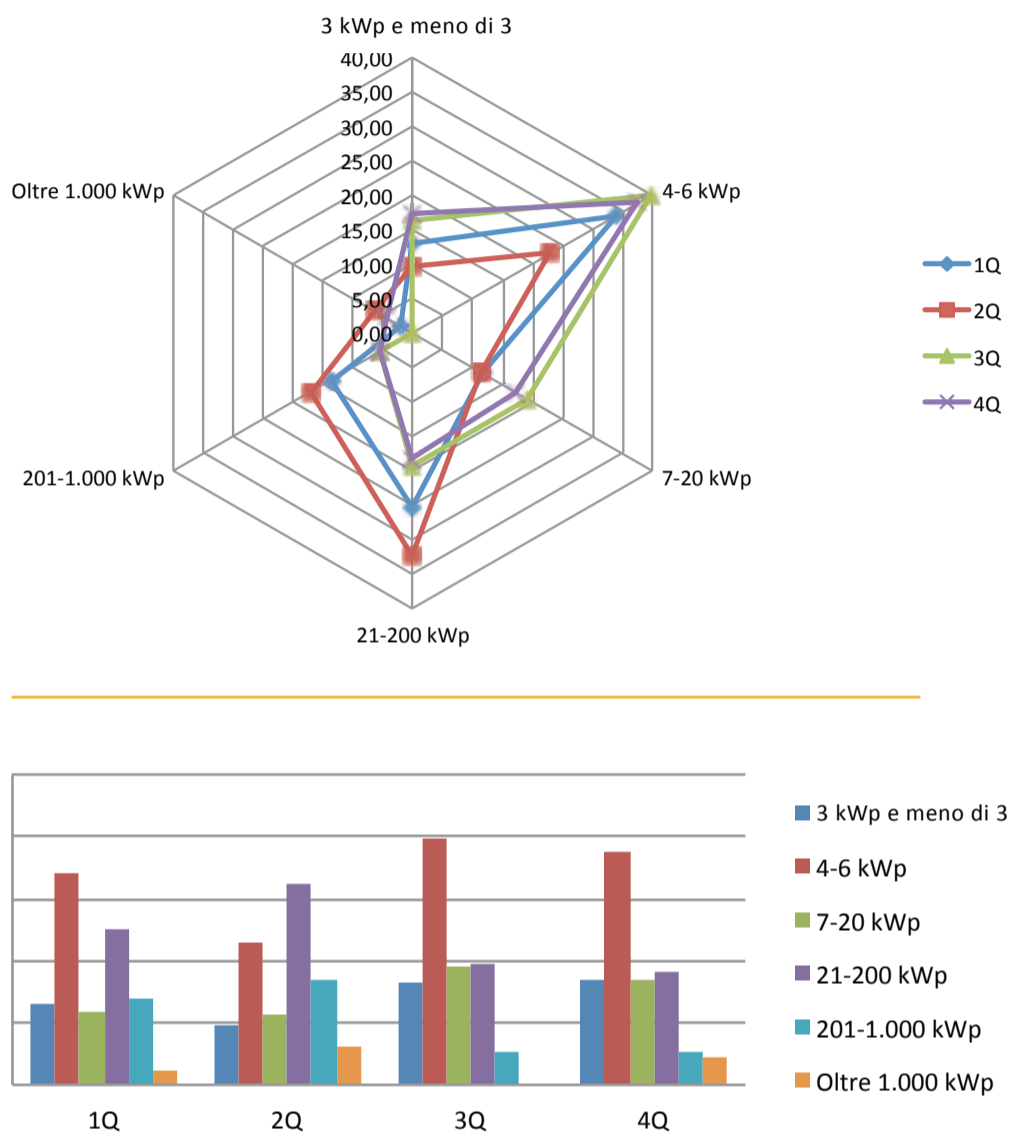 3 kWp e meno di 3
40,00
35,00
30,00
25,00
20,00
15,00
10,00
5,00
0,00
Oltre 1.000 kWp
4-6 kWp
201-1.000 kWp
7-20 kWp
21-200 kWp
1Q
2Q
3Q
4Q
3 kWp e meno di 3
4-6 kWp
7-20 kWp
21-200 kWp
201-1.000 kWp
Oltre 1.000 kWp
1Q
2Q
3Q
4Q